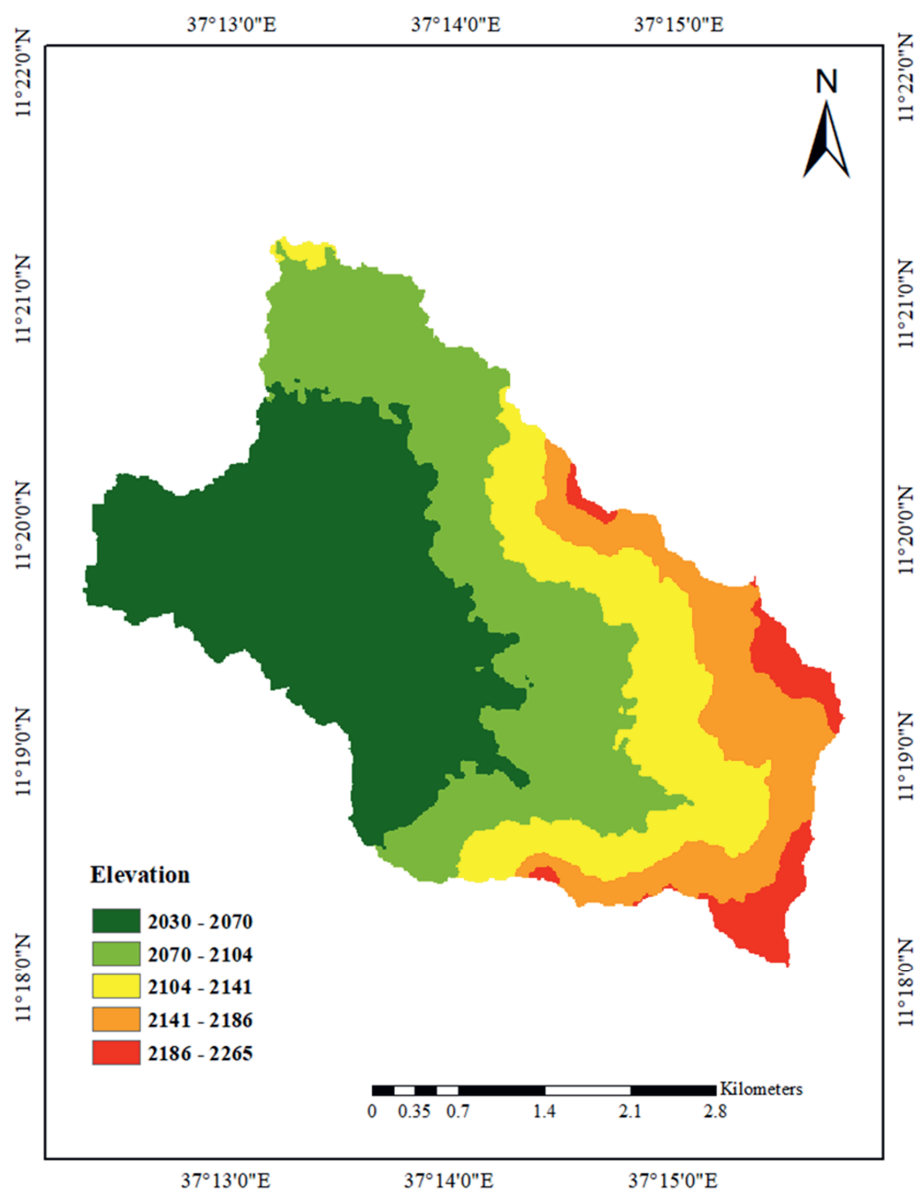 37°13'0"E 37°14'0"E 37°15'0"E
11°22'0"N 11°22'0"N
N
11°21'0"N 11°21'0"N
11°20'0"N 11°20'0"N
11°19'0"N 11°19'0"N
Elevation
2030 - 2070
2070 - 2104
11°18'0"N 11°18'0"N
2104 - 2141
2141 - 2186
2186 - 2265
Kilometers
0 0.35 0.7 1.4 2.1 2.8
37°13'0"E 37°14'0"E 37°15'0"E